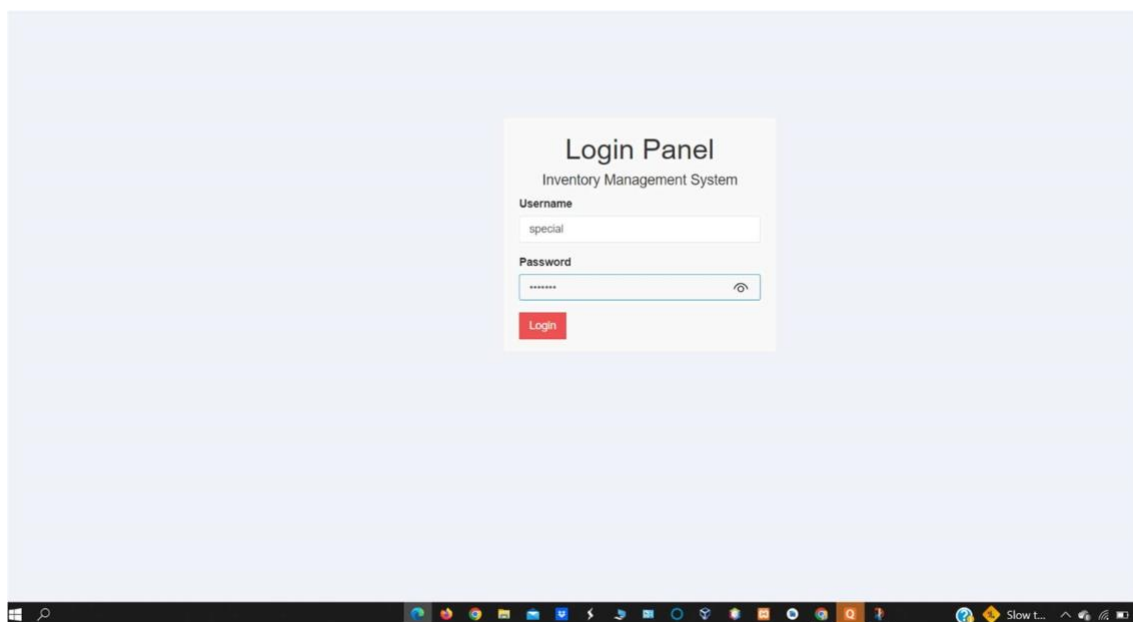 Login Panel
Inventory Management System
Username
special
Password
•••••••
Login
Slow t...